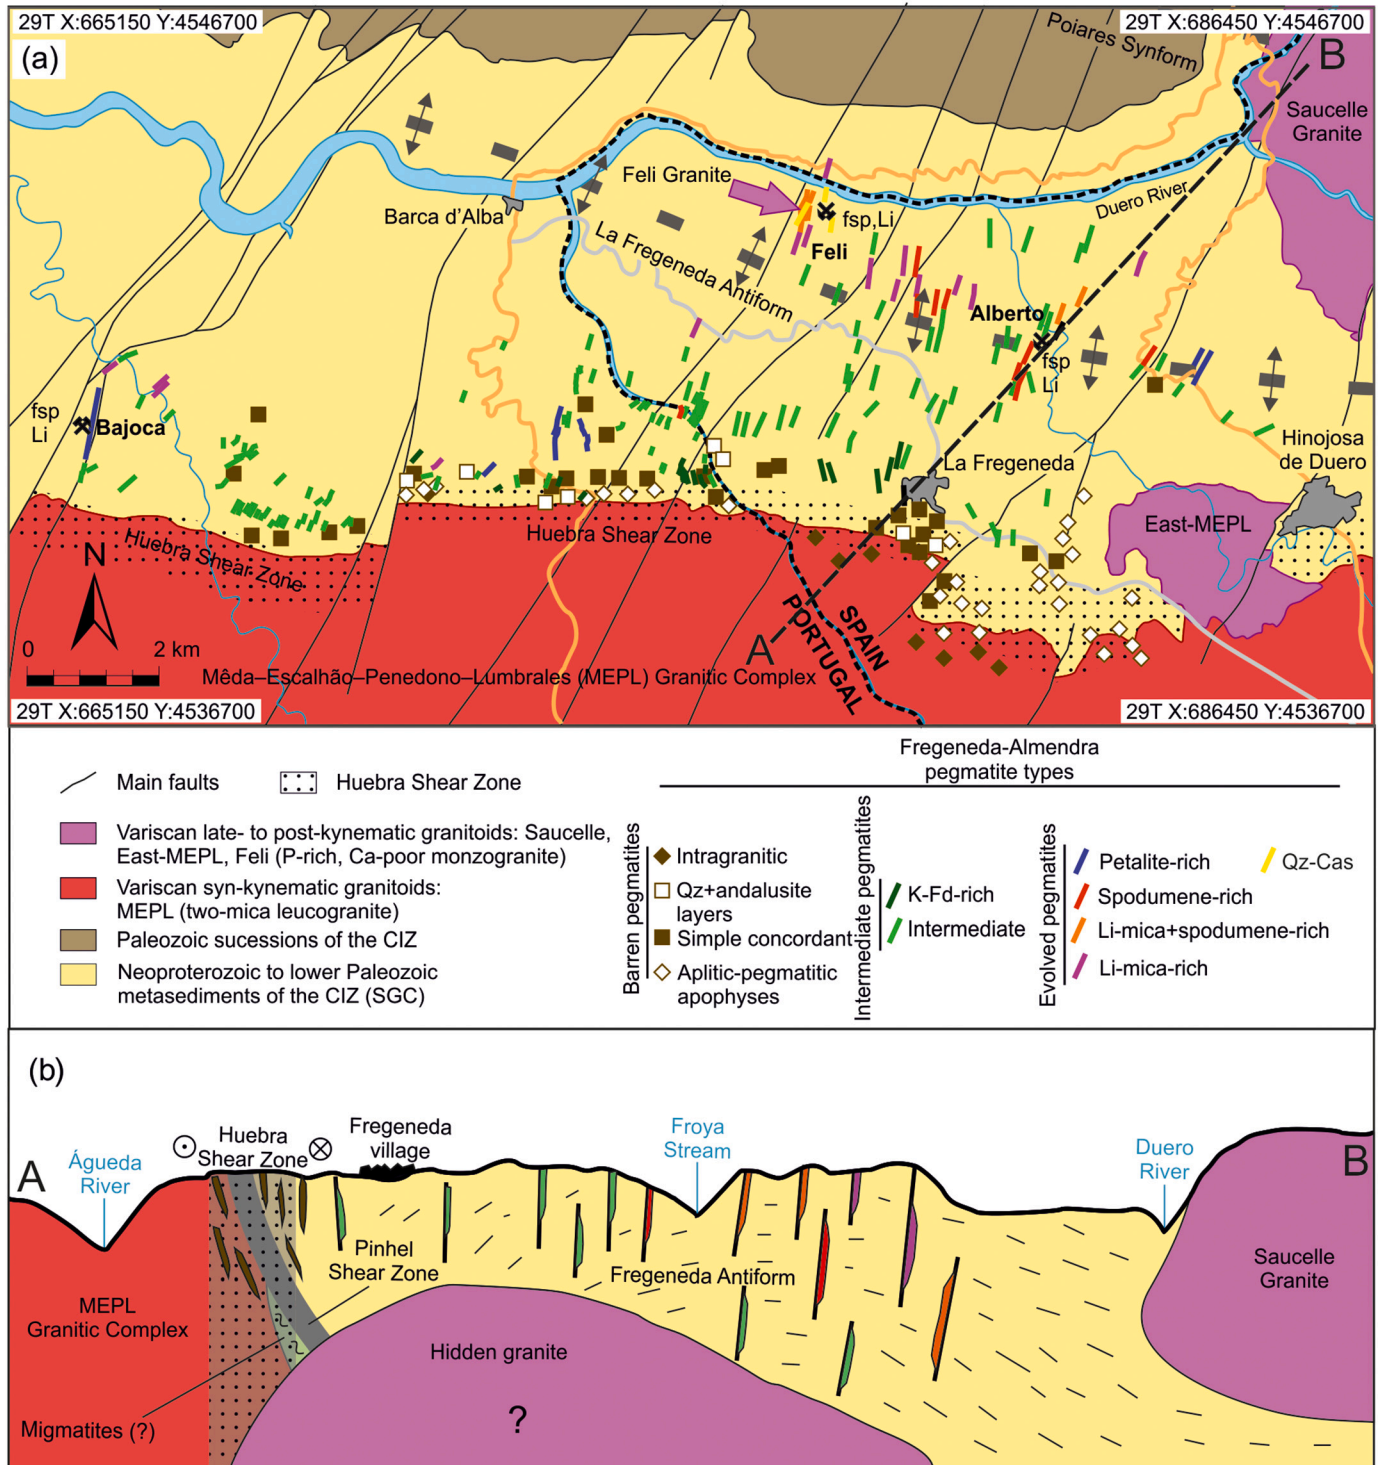 29T X:665150 Y:4546700
29T X:686450 Y:4546700
(a)
Poiares Synform
B
Saucelle
Granite
Feli Granite
Barca d'Alba
fsp,Li
Feli
Duero River
La Fregeneda Antiform
Alberto
fsp
Li
fsp
Li
Bajoca
Hinojosa
de Duero
La Fregeneda
East-MEPL
Huebra Shear Zone
Huebra Shear Zone
N
0
2 km
A
SPAIN
PORTUGAL
Mêda–Escalhão–Penedono–Lumbrales (MEPL) Granitic Complex
29T X:665150 Y:4536700
29T X:686450 Y:4536700
Main faults
Huebra Shear Zone
Variscan late- to post-kynematic granitoids: Saucelle,
East-MEPL, Feli (P-rich, Ca-poor monzogranite)
Variscan syn-kynematic granitoids:
MEPL (two-mica leucogranite)
Paleozoic sucessions of the CIZ
Neoproterozoic to lower Paleozoic
metasediments of the CIZ (SGC)
Fregeneda-Almendra
pegmatite types
Barren pegmatites
Intragranitic
Qz+andalusite
layers
Simple concordant
Aplitic-pegmatitic
apophyses
Intermediate pegmatites
K-Fd-rich
Intermediate
Evolved pegmatites
Petalite-rich
Qz-Cas
Spodumene-rich
Li-mica+spodumene-rich
Li-mica-rich
(b)
A
Águeda
River
Huebra
Shear Zone
Fregeneda
village
Froya
Stream
Duero
River
B
Pinhel
Shear Zone
Fregeneda Antiform
MEPL
Granitic Complex
Saucelle
Granite
Hidden granite
?
Migmatites (?)